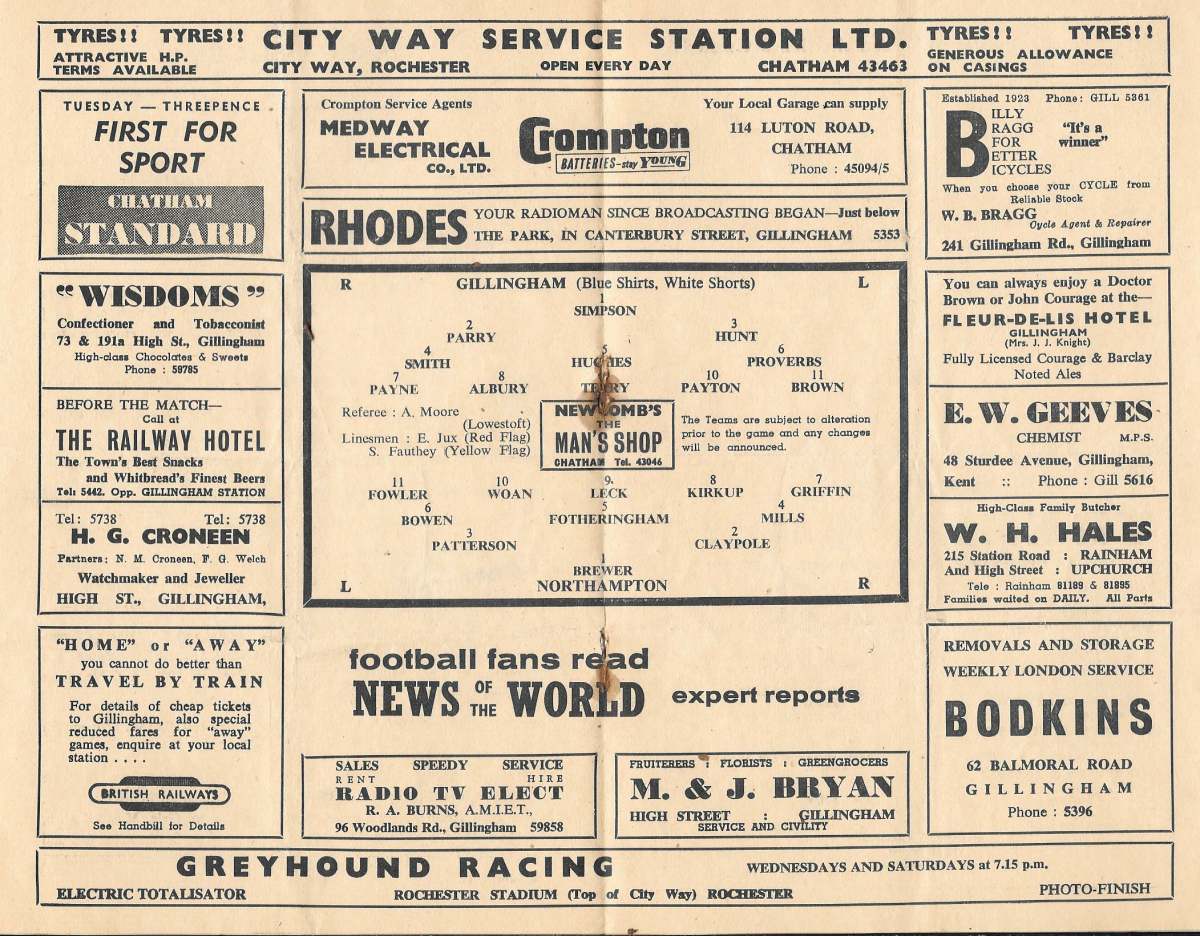 TYRES!! TYRES!!
ATTRACTIVE H.P.
TERMS AVAILABLE
CITY WAY SERVICE STATION LTD.
CITY WAY, ROCHESTER OPEN EVERY DAY CHATHAM 43463
TYRES!! TYRES!!
GENEROUS ALLOWANCE
ON CASINGS
TUESDAY — THREEPENCE
FIRST FOR
SPORT
CHATHAM
STANDARD
Crompton Service Agents
MEDWAY
ELECTRICAL
CO., LTD.
Crompton
BATTERIES-stay YOUNG
Your Local Garage can supply
114 LUTON ROAD,
CHATHAM
Phone : 45094/5
Established 1923 Phone: GILL 5361
BILLY
BRAGG
FOR
BETTER
BICYCLES
"It's a
winner"
When you choose your CYCLE from
Reliable Stock
W. B. BRAGG
Cycle Agent & Repairer
241 Gillingham Rd., Gillingham
RHODES
YOUR RADIOMAN SINCE BROADCASTING BEGAN—Just below
THE PARK, IN CANTERBURY STREET, GILLINGHAM 5353
"WISDOMS"
Confectioner and Tobacconist
73 & 191a High St., Gillingham
High-class Chocolates & Sweets
Phone : 58785
BEFORE THE MATCH—
Call at
THE RAILWAY HOTEL
The Town's Best Snacks
and Whitbread's Finest Beers
Tel: 5442. Opp. GILLINGHAM STATION
Tel: 5738 Tel: 5738
H. G. CRONEEN
Partners: N. M. Croneen, F. G. Welch
Watchmaker and Jeweller
HIGH ST., GILLINGHAM,
R GILLINGHAM (Blue Shirts, White Shorts) L
1
SIMPSON
2 3
PARRY HUNT
4 5 6
SMITH HUGHES PROVERBS
7 8 10 11
PAYNE ALBURY TERRY PAYTON BROWN
Referee : A. Moore
(Lowestoft)
Linesmen : E. Jux (Red Flag)
S. Fauthey (Yellow Flag)
NEWCOMB'S
THE
MAN'S SHOP
CHATHAM Tel. 43046
The Teams are subject to alteration
prior to the game and any changes
will be announced.
11 10 9 8 7
FOWLER WOAN LECK KIRKUP GRIFFIN
6 5 4
BOWEN FOTHERINGHAM MILLS
3 2
PATTERSON CLAYPOLE
1
BREWER
L NORTHAMPTON R
You can always enjoy a Doctor
Brown or John Courage at the—
FLEUR-DE-LIS HOTEL
GILLINGHAM
(Mrs. J. J. Knight)
Fully Licensed Courage & Barclay
Noted Ales
E. W. GEEVES
CHEMIST M.P.S.
48 Sturdee Avenue, Gillingham,
Kent :: Phone : Gill 5616
High-Class Family Butcher
W. H. HALES
215 Station Road : RAINHAM
And High Street : UPCHURCH
Tele : Rainham 81189 & 81895
Families waited on DAILY. All Parts
"HOME" or "AWAY"
you cannot do better than
TRAVEL BY TRAIN
For details of cheap tickets
to Gillingham, also special
reduced fares for "away"
games, enquire at your local
station . . . .
BRITISH RAILWAYS
See Handbill for Details
football fans read
NEWS OF THE WORLD expert reports
SALES SPEEDY SERVICE
RENT HIRE
RADIO TV ELECT
R. A. BURNS, A.M.I.E.T.,
96 Woodlands Rd., Gillingham 59858
FRUITERERS : FLORISTS : GREENGROCERS
M. & J. BRYAN
HIGH STREET : GILLINGHAM
SERVICE AND CIVILITY
REMOVALS AND STORAGE
WEEKLY LONDON SERVICE
BODKINS
62 BALMORAL ROAD
GILLINGHAM
Phone : 5396
GREYHOUND RACING WEDNESDAYS AND SATURDAYS at 7.15 p.m.
ELECTRIC TOTALISATOR ROCHESTER STADIUM (Top of City Way) ROCHESTER PHOTO-FINISH